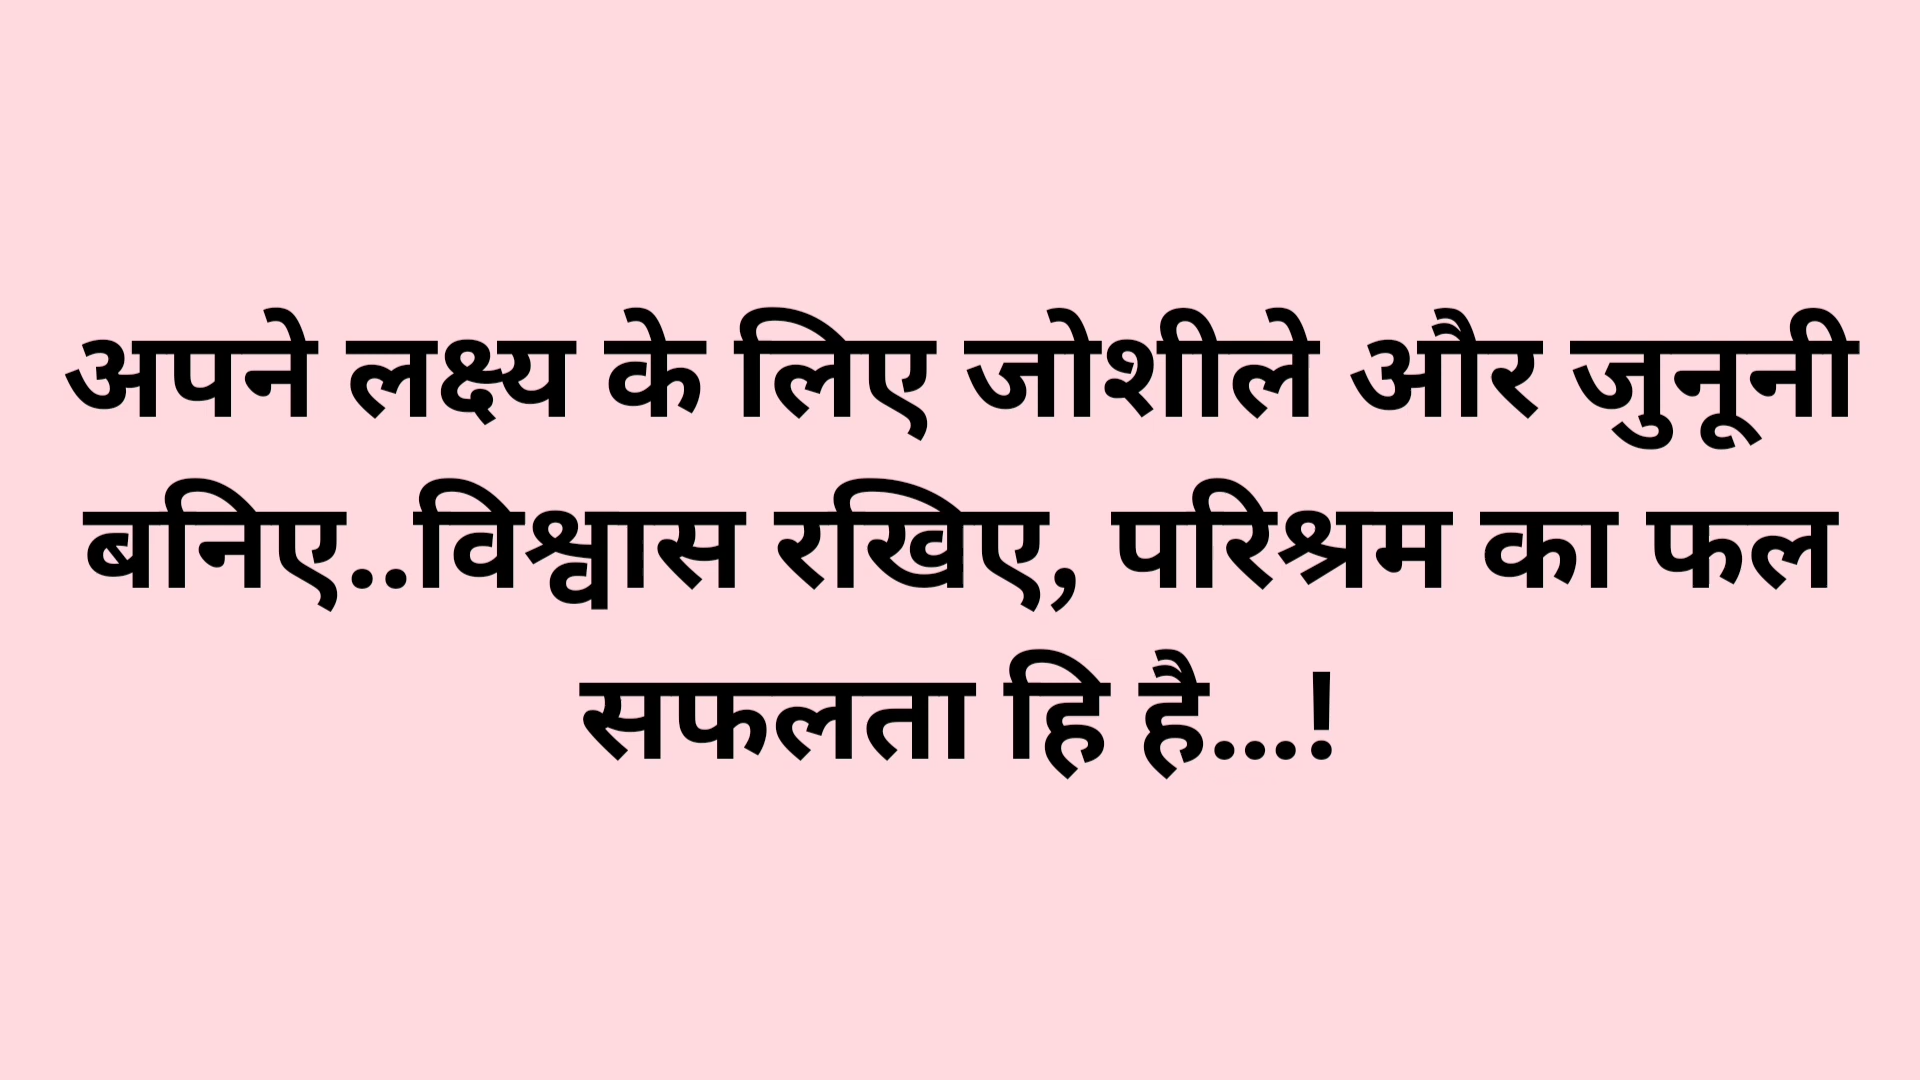 अपने लक्ष्य के लिए जोशीले और जुनूनी
बनिए..विश्वास रखिए, परिश्रम का फल
सफलता हि है...!